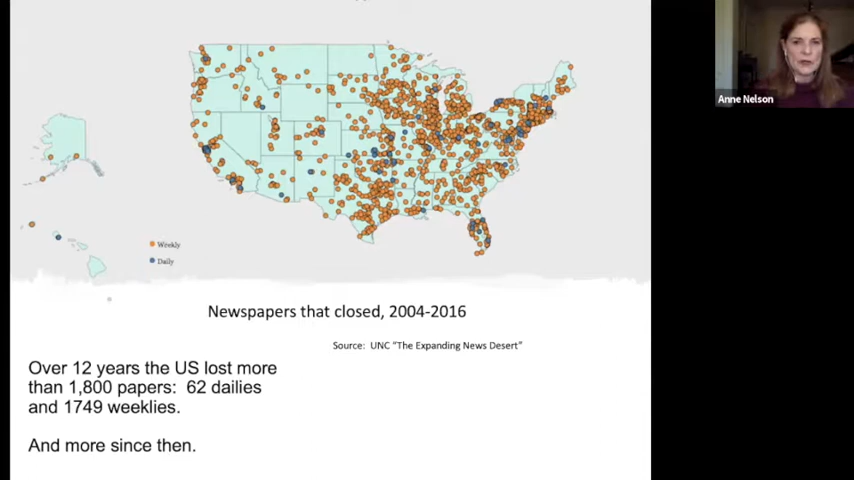 Anne Nelson
Weekly
Daily
Newspapers that closed, 2004-2016
Source: UNC "The Expanding News Desert"
Over 12 years the US lost more
than 1,800 papers: 62 dailies
and 1749 weeklies.
And more since then.